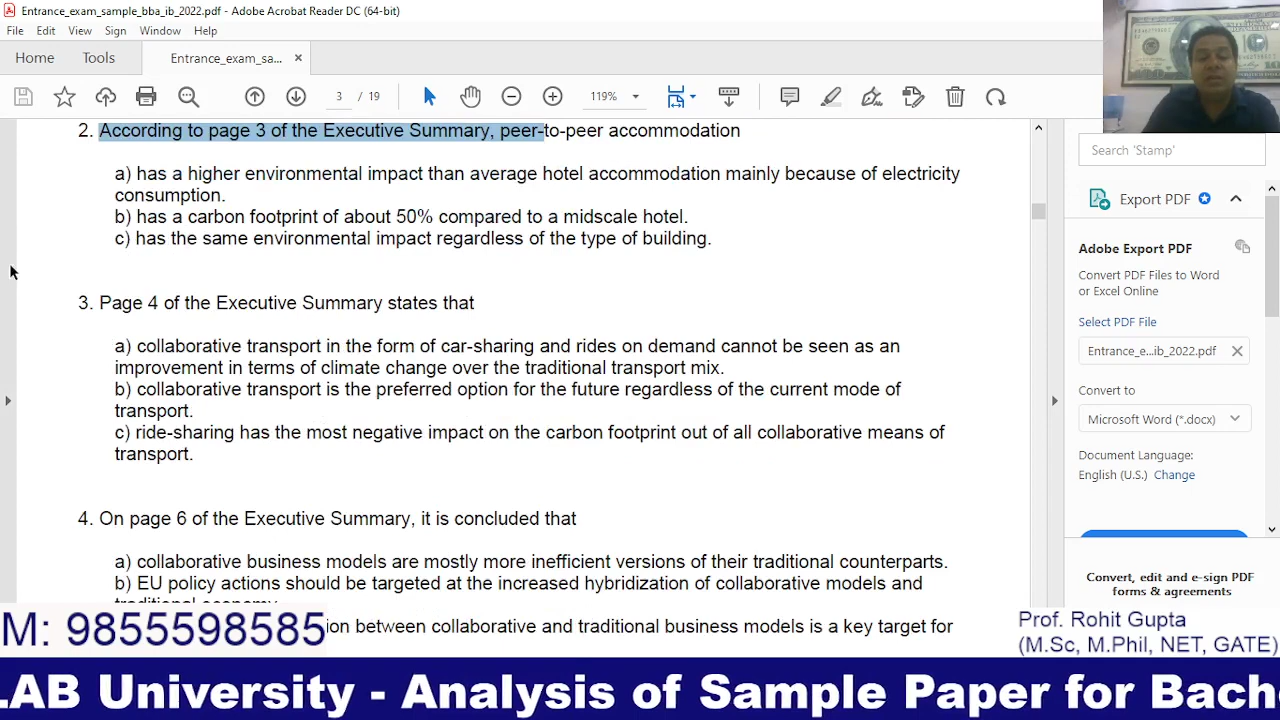 Entrance_exam_sample_bba_ib_2022.pdf - Adobe Acrobat Reader DC (64-bit)
File Edit View Sign Window Help
Home Tools Entrance_exam_sa... ×
3 / 19 119%
2. According to page 3 of the Executive Summary, peer-to-peer accommodation
a) has a higher environmental impact than average hotel accommodation mainly because of electricity
consumption.
b) has a carbon footprint of about 50% compared to a midscale hotel.
c) has the same environmental impact regardless of the type of building.
3. Page 4 of the Executive Summary states that
a) collaborative transport in the form of car-sharing and rides on demand cannot be seen as an
improvement in terms of climate change over the traditional transport mix.
b) collaborative transport is the preferred option for the future regardless of the current mode of
transport.
c) ride-sharing has the most negative impact on the carbon footprint out of all collaborative means of
transport.
4. On page 6 of the Executive Summary, it is concluded that
a) collaborative business models are mostly more inefficient versions of their traditional counterparts.
b) EU policy actions should be targeted at the increased hybridization of collaborative models and
traditional economy.
ion between collaborative and traditional business models is a key target for
Search 'Stamp'
Export PDF
Adobe Export PDF
Convert PDF Files to Word
or Excel Online
Select PDF File
Entrance_e...ib_2022.pdf
Convert to
Microsoft Word (*.docx)
Document Language:
English (U.S.) Change
Convert, edit and e-sign PDF
forms & agreements
M: 9855598585
Prof. Rohit Gupta
(M.Sc, M.Phil, NET, GATE)
LAB University - Analysis of Sample Paper for Bach